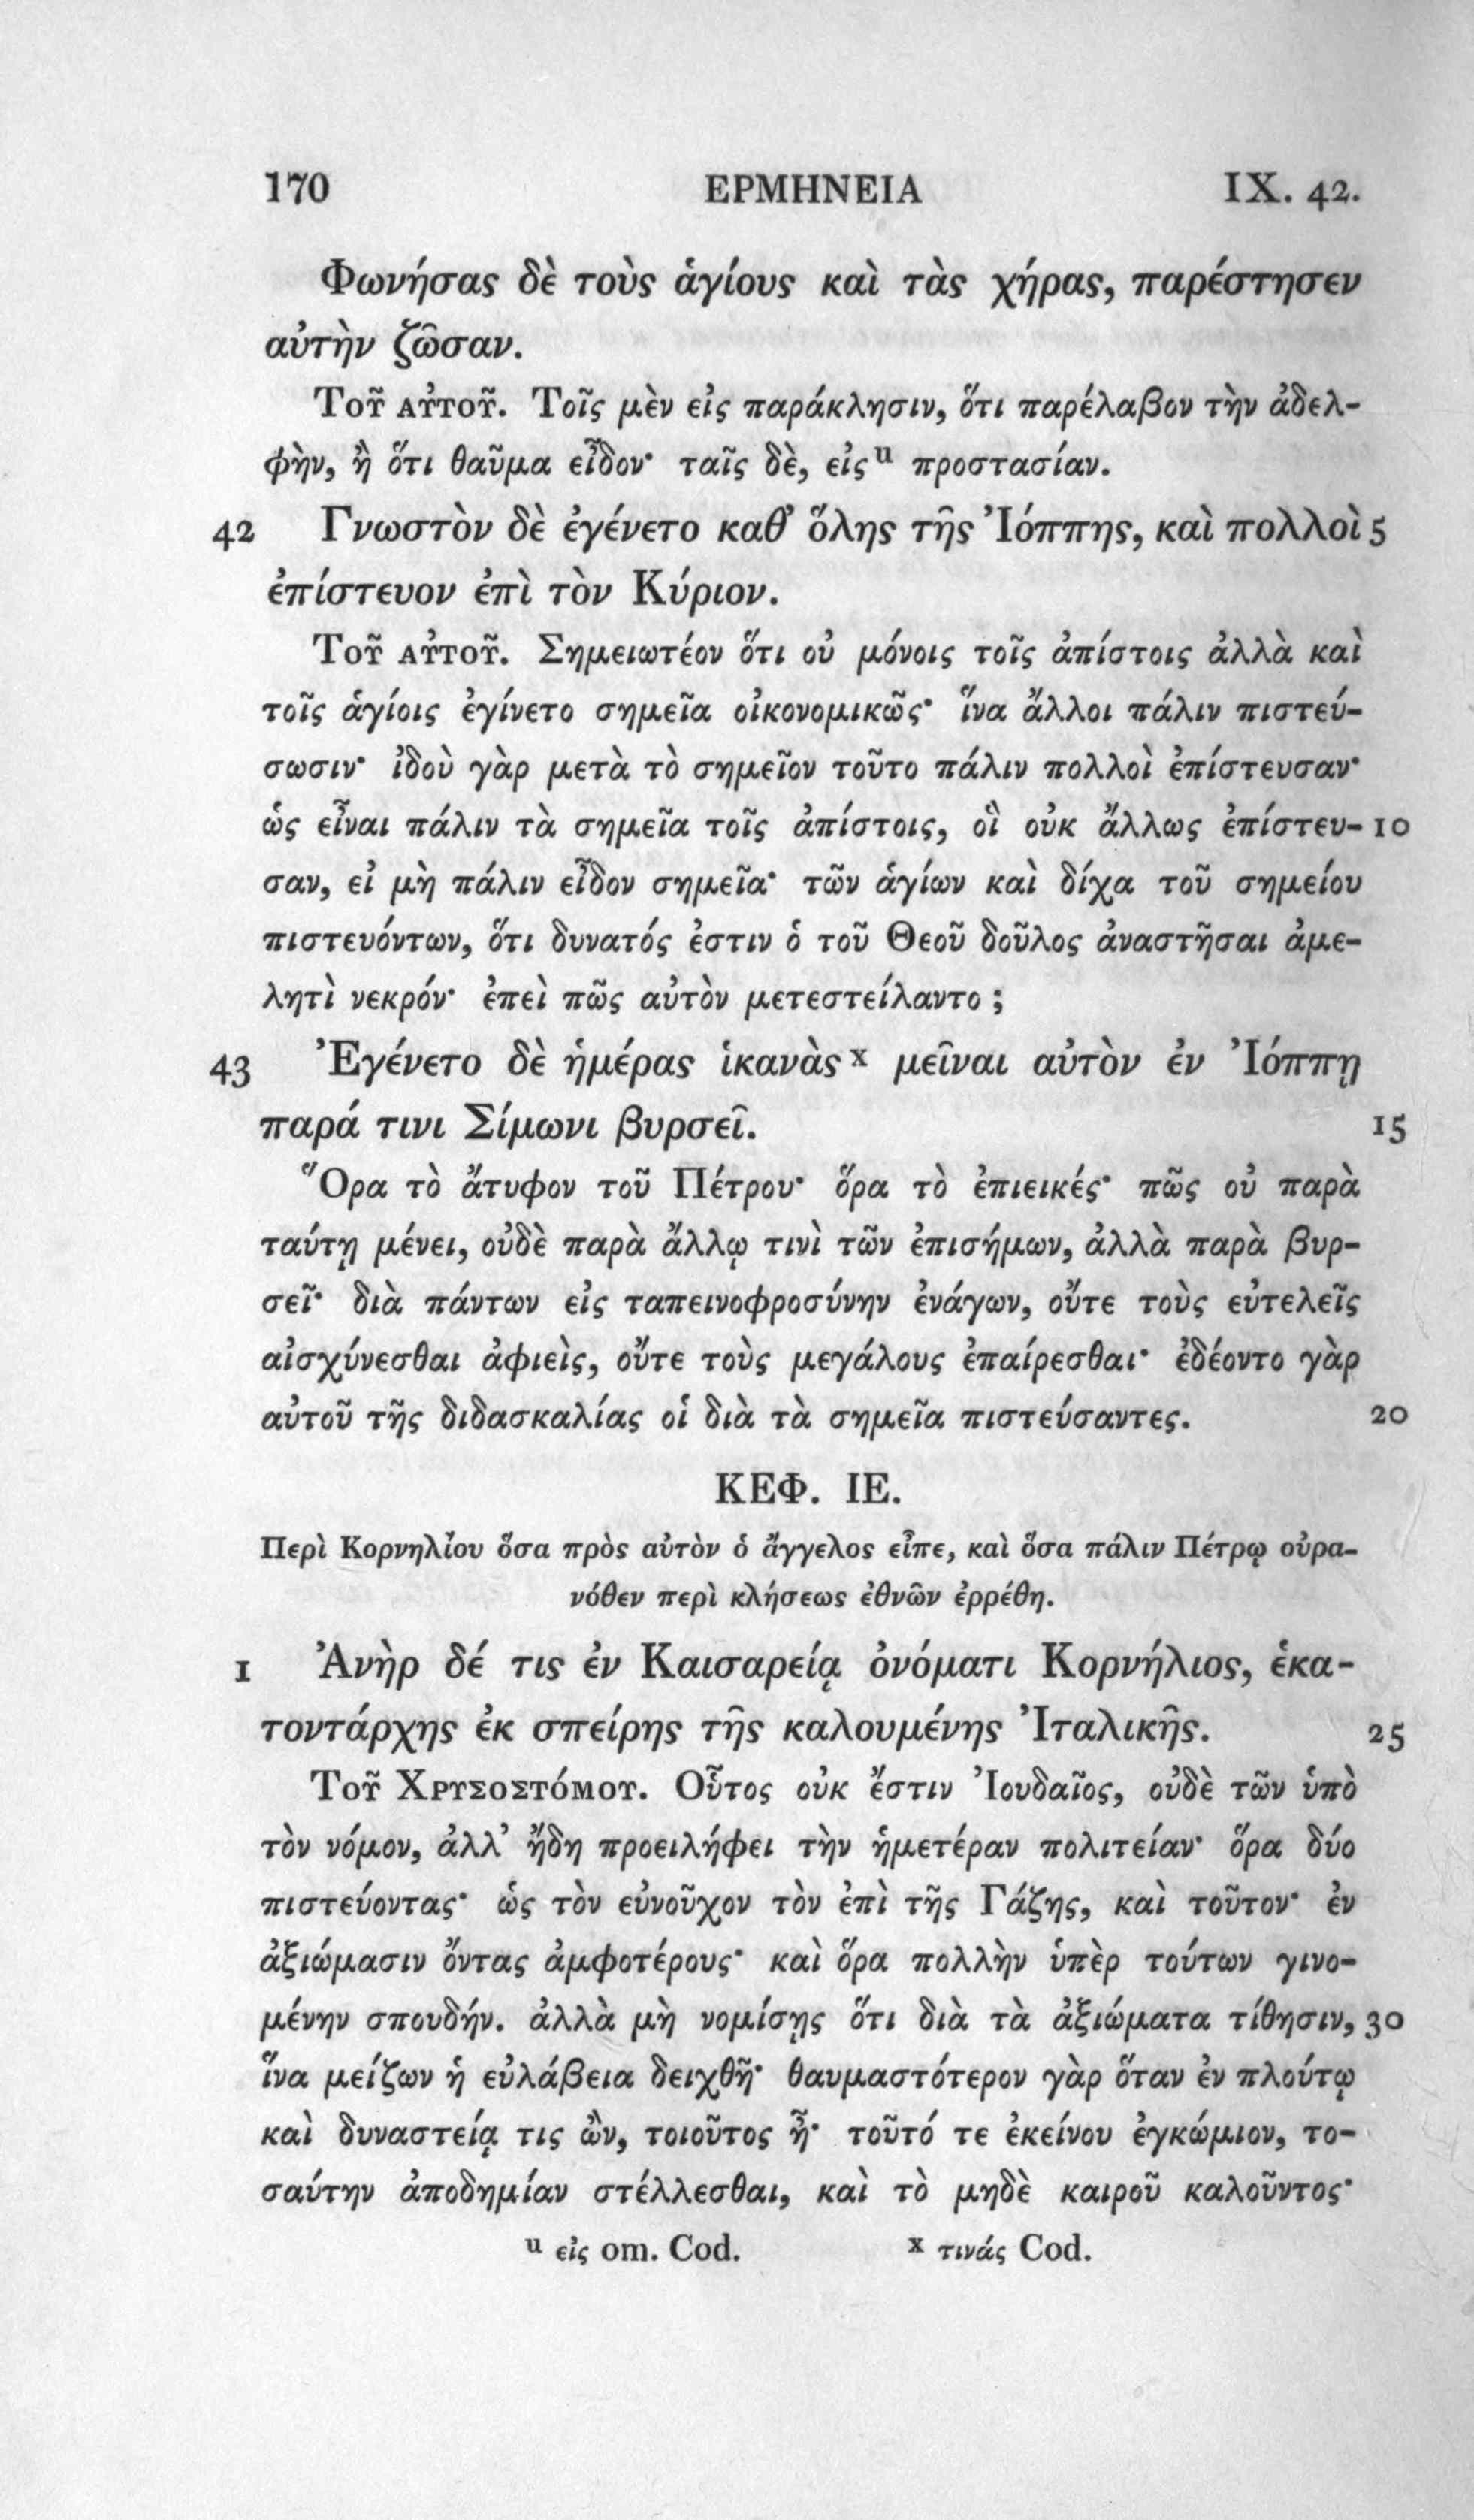 170 ΕΡΜΗΝΕΙΑ IX. 42.
Φωνήσας δὲ τοὺς ἁγίους καὶ τὰς χήρας, παρέστησεν
αὐτὴν ζῶσαν.
Τοῦ αὐτοῦ. Τοῖς μὲν εἰς παράκλησιν, ὅτι παρέλαβον τὴν ἀδελ-
φὴν, ἢ ὅτι θαῦμα εἶδον· ταῖς δὲ, εἰς u προστασίαν.
42 Γνωστὸν δὲ ἐγένετο καθ’ ὅλης τῆς Ἰόππης, καὶ πολλοὶ 5
ἐπίστευον ἐπὶ τὸν Κύριον.
Τοῦ αὐτοῦ. Σημειωτέον ὅτι οὐ μόνοις τοῖς ἀπίστοις ἀλλὰ καὶ
τοῖς ἁγίοις ἐγίνετο σημεῖα οἰκονομικῶς· ἵνα ἄλλοι πάλιν πιστεύ-
σωσιν· ἰδοὺ γὰρ μετὰ τὸ σημεῖον τοῦτο πάλιν πολλοὶ ἐπίστευσαν·
ὡς εἶναι πάλιν τὰ σημεῖα τοῖς ἀπίστοις, οἳ οὐκ ἄλλως ἐπίστευ- 10
σαν, εἰ μὴ πάλιν εἶδον σημεῖα· τῶν ἁγίων καὶ δίχα τοῦ σημείου
πιστευόντων, ὅτι δυνατός ἐστιν ὁ τοῦ Θεοῦ δοῦλος ἀναστῆσαι ἀμε-
λητὶ νεκρόν· ἐπεὶ πῶς αὐτὸν μετεστείλαντο ;
43 Ἐγένετο δὲ ἡμέρας ἱκανὰς x μεῖναι αὐτὸν ἐν Ἰόππῃ
παρά τινι Σίμωνι βυρσεῖ. 15
Ὅρα τὸ ἄτυφον τοῦ Πέτρου· ὅρα τὸ ἐπιεικές· πῶς οὐ παρὰ
ταύτῃ μένει, οὐδὲ παρὰ ἄλλῳ τινὶ τῶν ἐπισήμων, ἀλλὰ παρὰ βυρ-
σεῖ· διὰ πάντων εἰς ταπεινοφροσύνην ἐνάγων, οὔτε τοὺς εὐτελεῖς
αἰσχύνεσθαι ἀφιεὶς, οὔτε τοὺς μεγάλους ἐπαίρεσθαι· ἐδέοντο γὰρ
αὐτοῦ τῆς διδασκαλίας οἱ διὰ τὰ σημεῖα πιστεύσαντες. 20
ΚΕΦ. ΙΕ.
Περὶ Κορνηλίου ὅσα πρὸς αὐτὸν ὁ ἄγγελος εἶπε, καὶ ὅσα πάλιν Πέτρῳ οὐρα-
νόθεν περὶ κλήσεως ἐθνῶν ἐρρέθη.
1 Ἀνὴρ δέ τις ἐν Καισαρείᾳ ὀνόματι Κορνήλιος, ἑκα-
τοντάρχης ἐκ σπείρης τῆς καλουμένης Ἰταλικῆς. 25
Τοῦ Χρυσοστόμου. Οὗτος οὐκ ἔστιν Ἰουδαῖος, οὐδὲ τῶν ὑπὸ
τὸν νόμον, ἀλλ’ ἤδη προειλήφει τὴν ἡμετέραν πολιτείαν· ὅρα δύο
πιστεύοντας· ὡς τὸν εὐνοῦχον τὸν ἐπὶ τῆς Γάζης, καὶ τοῦτον· ἐν
ἀξιώμασιν ὄντας ἀμφοτέρους· καὶ ὅρα πολλὴν ὑπὲρ τούτων γινο-
μένην σπουδήν. ἀλλὰ μὴ νομίσῃς ὅτι διὰ τὰ ἀξιώματα τίθησιν, 30
ἵνα μείζων ἡ εὐλάβεια δειχθῇ· θαυμαστότερον γὰρ ὅταν ἐν πλούτῳ
καὶ δυναστείᾳ τις ὢν, τοιοῦτος ᾖ· τοῦτό τε ἐκείνου ἐγκώμιον, το-
σαύτην ἀποδημίαν στέλλεσθαι, καὶ τὸ μηδὲ καιροῦ καλοῦντος·
u εἰς om. Cod. x τινάς Cod.